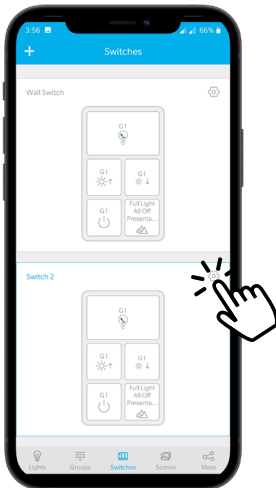 3:56 66%
+ Switches
Wall Switch
G1
G1 G1
↑ ↓
G1 Full Light
All Off
Presenta...
Switch 2
G1
G1 G1
↑ ↓
G1 Full Light
All Off
Presenta...
Lights Groups Switches Scenes More